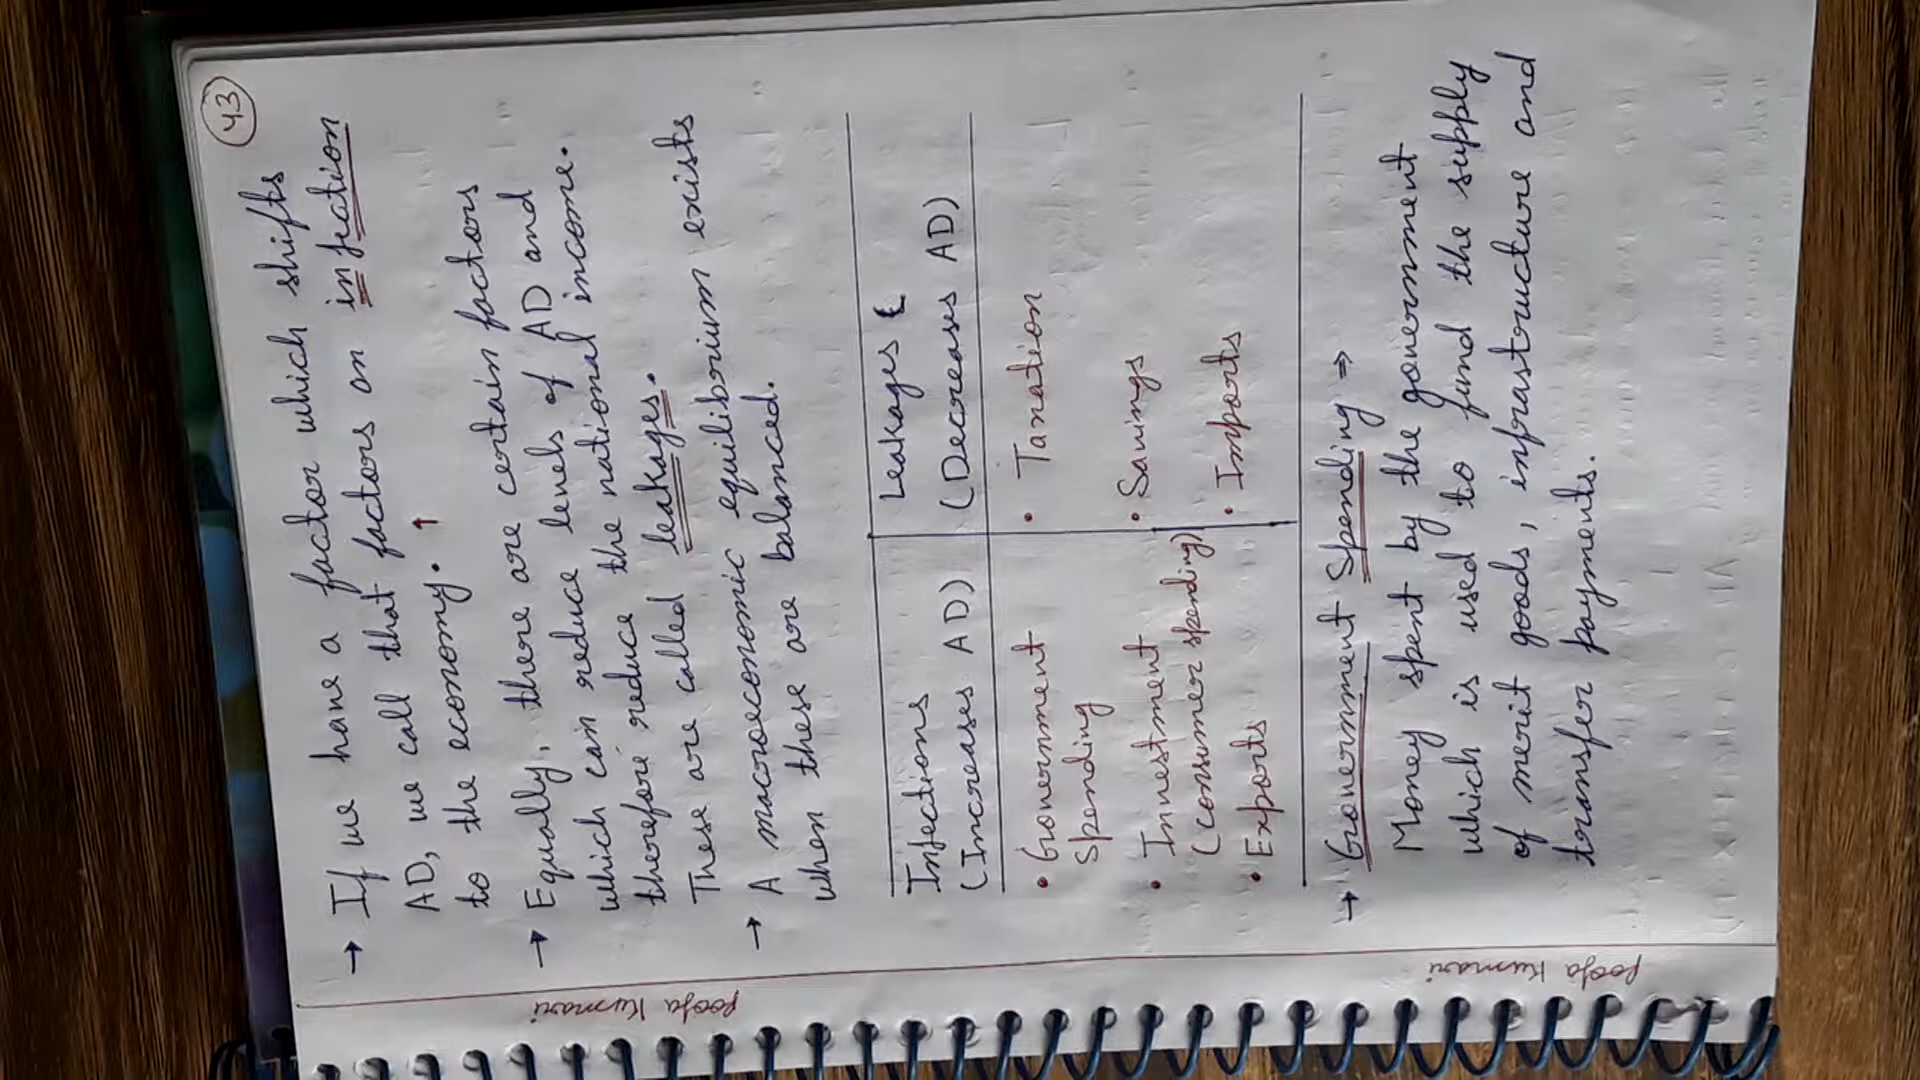 43
→ If we have a factor which shifts
AD, we call that factors an injection
to the economy. ↑
→ Equally, there are certain factors
which can reduce levels of AD and
therefore reduce the national income.
These are called leakages.
→ A macroeconomic equilibrium exists
when these are balanced.
Injections
(Increases AD)
Leakages
(Decreases AD)
• Government
Spending
• Taxation
• Investment
(consumer spending)
• Savings
• Exports
• Imports
→ Government Spending ⇒
Money spent by the government
which is used to fund the supply
of merit goods, infrastructure and
transfer payments.
Pooja Kumari
Pooja Kumari